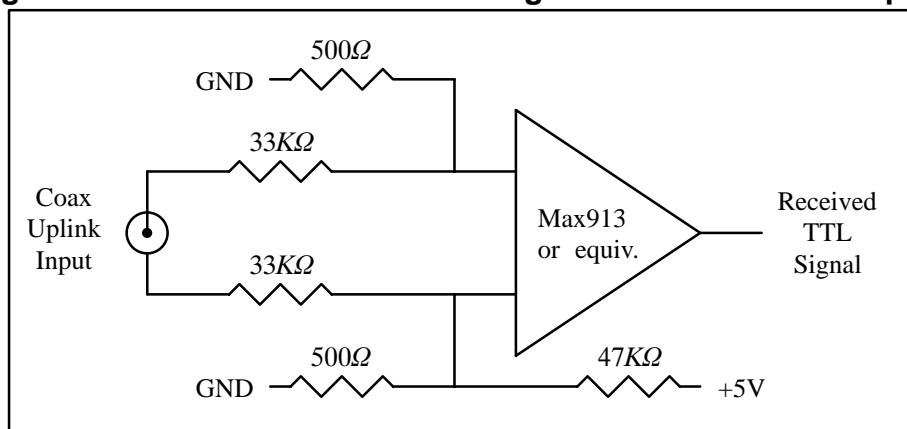 500Ω
GND
33KΩ
Coax
Uplink
Input
Max913
or equiv.
Received
TTL
Signal
33KΩ
500Ω
GND
47KΩ
+5V